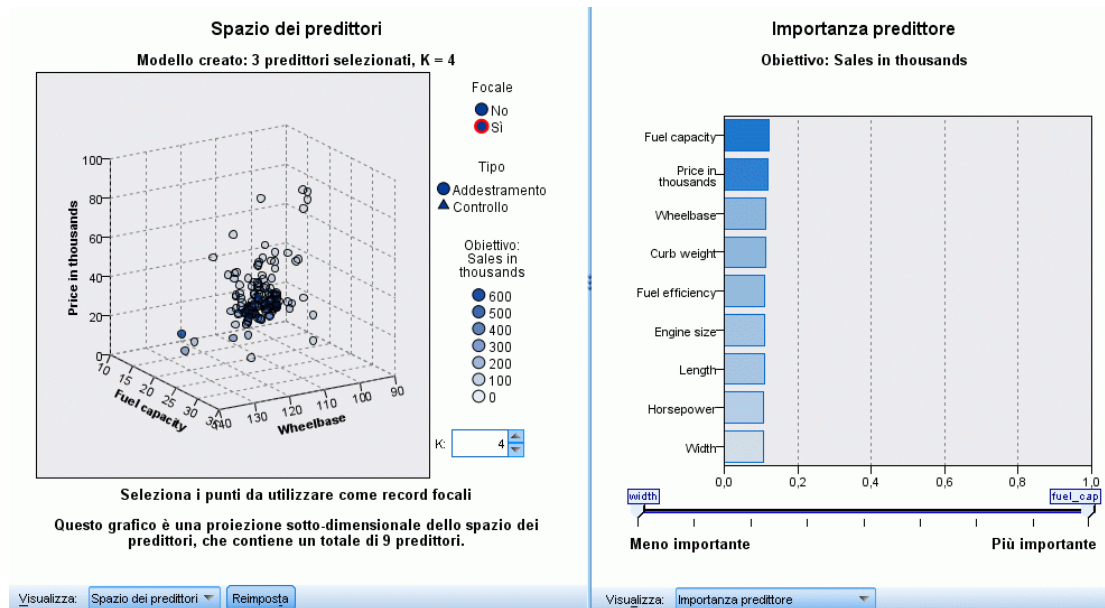 Spazio dei predittori
Modello creato: 3 predittori selezionati, K = 4
Focale
No
Sì
Tipo
Addestramento
Controllo
Obiettivo:
Sales in
thousands
600
500
400
300
200
100
0
Price in thousands
100
80
60
40
20
0
10
15
20
25
30
35
Fuel capacity
140
130
120
110
100
90
Wheelbase
K: 4
Seleziona i punti da utilizzare come record focali
Questo grafico è una proiezione sotto-dimensionale dello spazio dei
predittori, che contiene un totale di 9 predittori.
Visualizza: Spazio dei predittori Reimposta
Importanza predittore
Obiettivo: Sales in thousands
Fuel capacity
Price in
thousands
Wheelbase
Curb weight
Fuel efficiency
Engine size
Length
Horsepower
Width
0,0 0,2 0,4 0,6 0,8 1,0
width fuel_cap
Meno importante Più importante
Visualizza: Importanza predittore